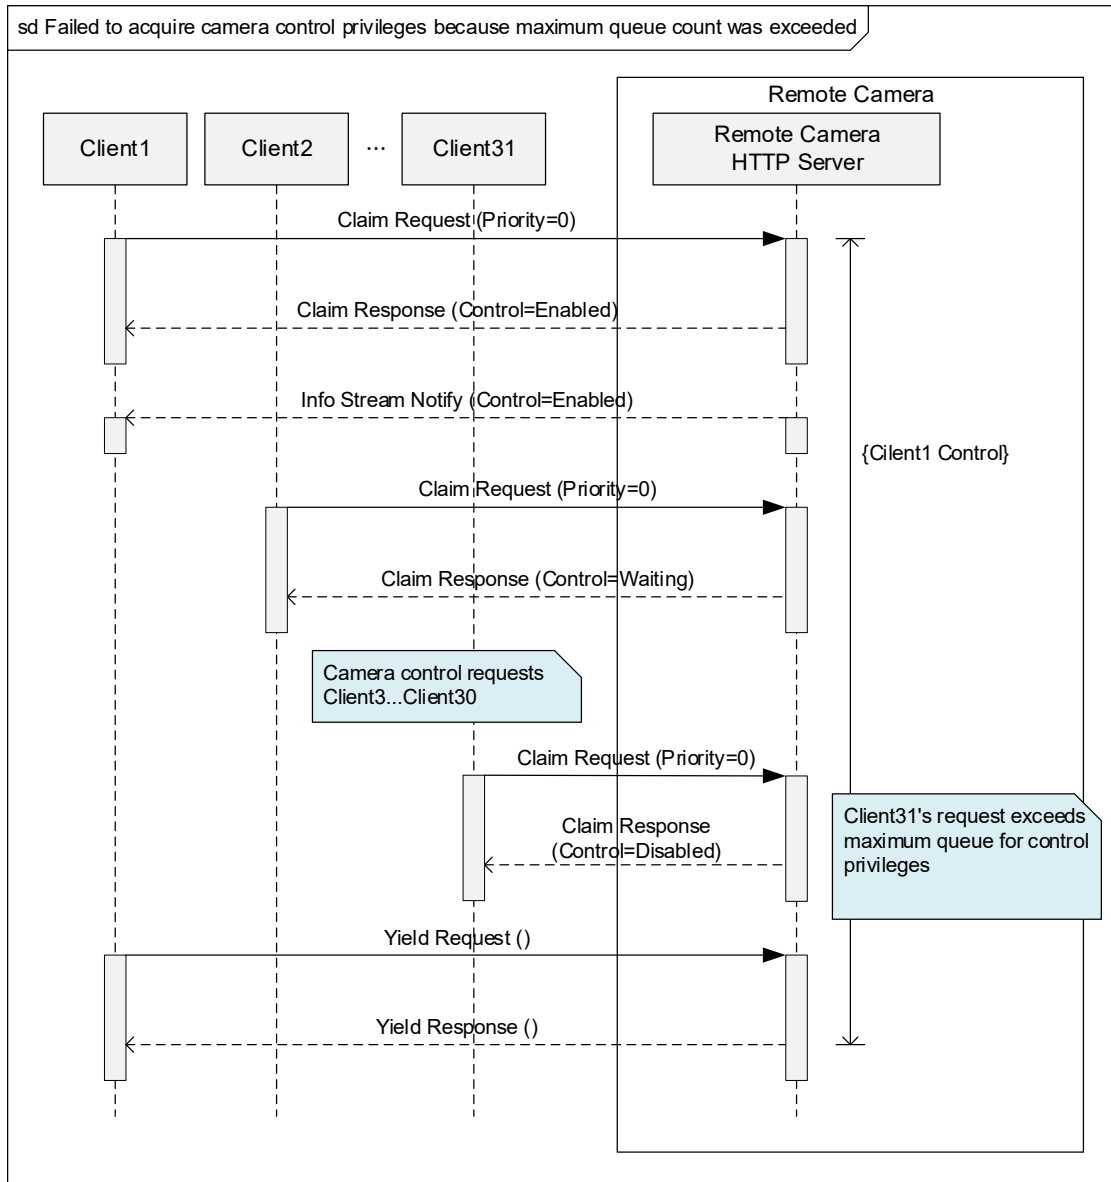 sd Failed to acquire camera control privileges because maximum queue count was exceeded
Remote Camera
Client1
Client2
...
Client31
Remote Camera
HTTP Server
Claim Request (Priority=0)
Claim Response (Control=Enabled)
Info Stream Notify (Control=Enabled)
{Cilent1 Control}
Claim Request (Priority=0)
Claim Response (Control=Waiting)
Camera control requests
Client3...Client30
Claim Request (Priority=0)
Claim Response
(Control=Disabled)
Client31's request exceeds
maximum queue for control
privileges
Yield Request ()
Yield Response ()